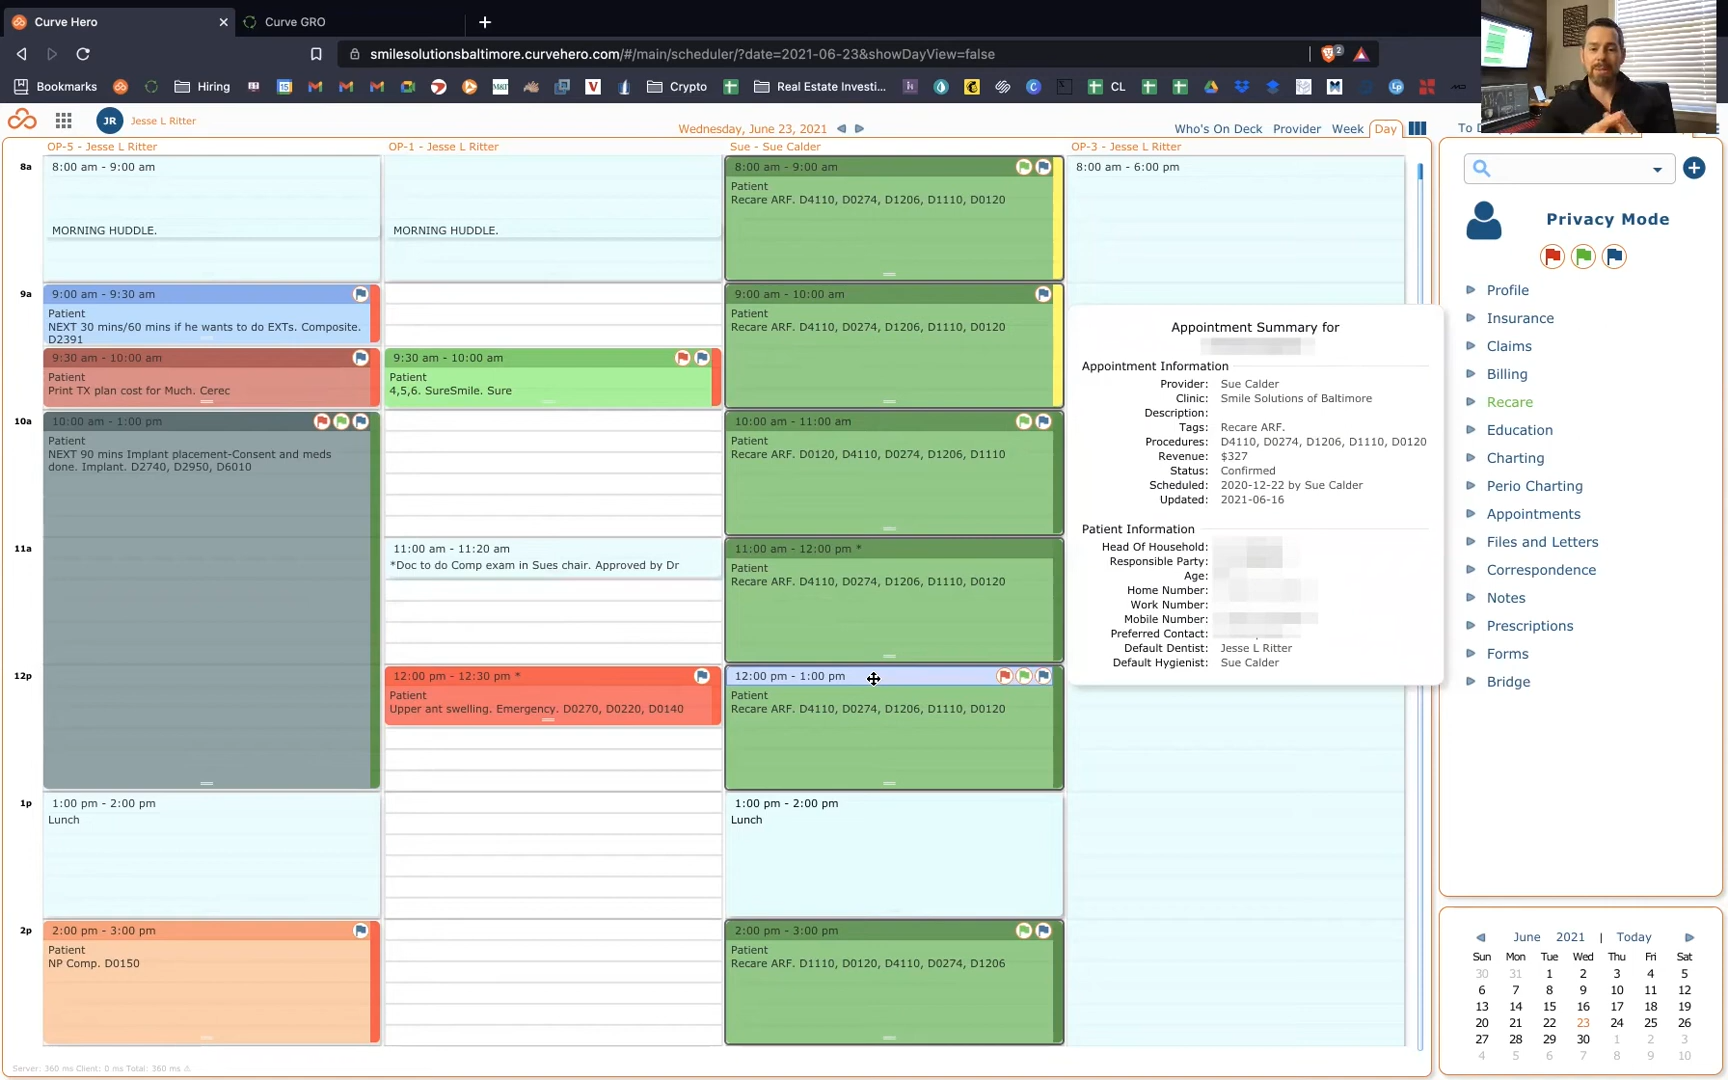 Curve Hero
Curve GRO
smilesolutionsbaltimore.curvehero.com/#/main/scheduler/?date=2021-06-23&showDayView=false
2
Bookmarks
Hiring
Crypto
Real Estate Investi...
CL
JR
Jesse L Ritter
Wednesday, June 23, 2021
Who's On Deck
Provider
Week
Day
OP-5 - Jesse L Ritter
OP-1 - Jesse L Ritter
Sue - Sue Calder
OP-3 - Jesse L Ritter
8a
9a
10a
11a
12p
1p
2p
8:00 am - 9:00 am
MORNING HUDDLE.
9:00 am - 9:30 am
Patient
NEXT 30 mins/60 mins if he wants to do EXTs. Composite.
D2391
9:30 am - 10:00 am
Patient
Print TX plan cost for Much. Cerec
10:00 am - 1:00 pm
Patient
NEXT 90 mins Implant placement-Consent and meds
done. Implant. D2740, D2950, D6010
1:00 pm - 2:00 pm
Lunch
2:00 pm - 3:00 pm
Patient
NP Comp. D0150
MORNING HUDDLE.
9:30 am - 10:00 am
Patient
4,5,6. SureSmile. Sure
11:00 am - 11:20 am
*Doc to do Comp exam in Sues chair. Approved by Dr
12:00 pm - 12:30 pm *
Patient
Upper ant swelling. Emergency. D0270, D0220, D0140
8:00 am - 9:00 am
Patient
Recare ARF. D4110, D0274, D1206, D1110, D0120
9:00 am - 10:00 am
Patient
Recare ARF. D4110, D0274, D1206, D1110, D0120
10:00 am - 11:00 am
Patient
Recare ARF. D0120, D4110, D0274, D1206, D1110
11:00 am - 12:00 pm *
Patient
Recare ARF. D4110, D0274, D1206, D1110, D0120
12:00 pm - 1:00 pm
Patient
Recare ARF. D4110, D0274, D1206, D1110, D0120
1:00 pm - 2:00 pm
Lunch
2:00 pm - 3:00 pm
Patient
Recare ARF. D1110, D0120, D4110, D0274, D1206
8:00 am - 6:00 pm
Appointment Summary for
Appointment Information
Provider: Sue Calder
Clinic: Smile Solutions of Baltimore
Description:
Tags: Recare ARF.
Procedures: D4110, D0274, D1206, D1110, D0120
Revenue: $327
Status: Confirmed
Scheduled: 2020-12-22 by Sue Calder
Updated: 2021-06-16
Patient Information
Head Of Household:
Responsible Party:
Age:
Home Number:
Work Number:
Mobile Number:
Preferred Contact:
Default Dentist: Jesse L Ritter
Default Hygienist: Sue Calder
Privacy Mode
Profile
Insurance
Claims
Billing
Recare
Education
Charting
Perio Charting
Appointments
Files and Letters
Correspondence
Notes
Prescriptions
Forms
Bridge
June 2021 | Today
Sun Mon Tue Wed Thu Fri Sat
30 31 1 2 3 4 5
6 7 8 9 10 11 12
13 14 15 16 17 18 19
20 21 22 23 24 25 26
27 28 29 30 1 2 3
4 5 6 7 8 9 10
Server: 360 ms Client: 0 ms Total: 360 ms